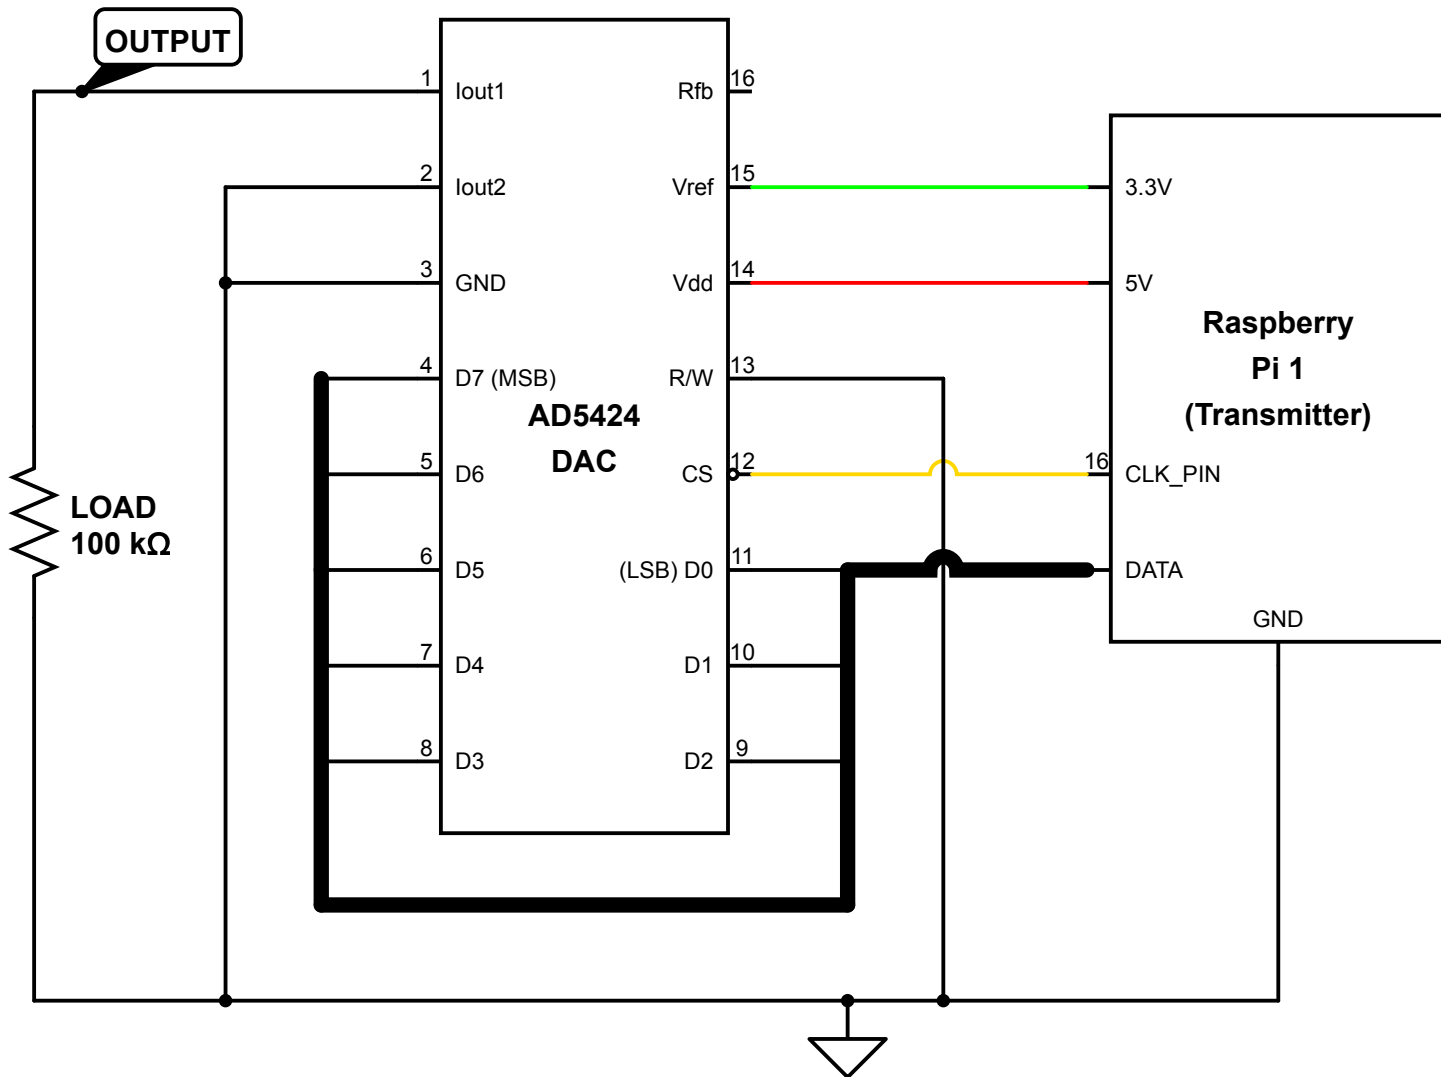 OUTPUT
1 Iout1 Rfb 16
2 Iout2 Vref 15 3.3V
3 GND Vdd 14 5V
Raspberry
Pi 1
(Transmitter)
4 D7 (MSB) R/W 13
AD5424
DAC
5 D6 CS 12 16 CLK_PIN
LOAD
100 kΩ
6 D5 (LSB) D0 11 DATA
GND
7 D4 D1 10
8 D3 D2 9